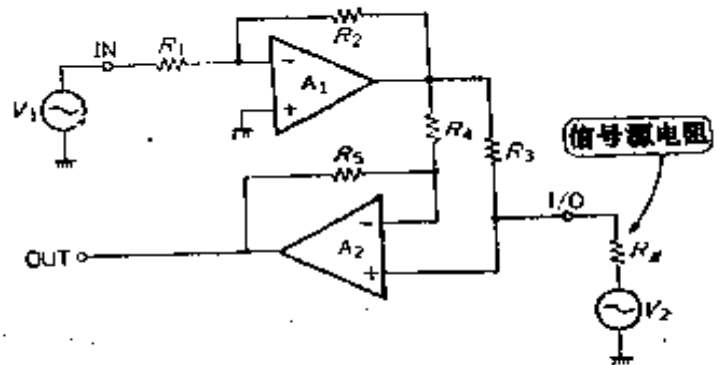 R₂
IN
R₁
−
A₁
+
V₁
R₄
R₃
信号源电阻
R₅
I/O
−
A₂
+
OUT
V₂